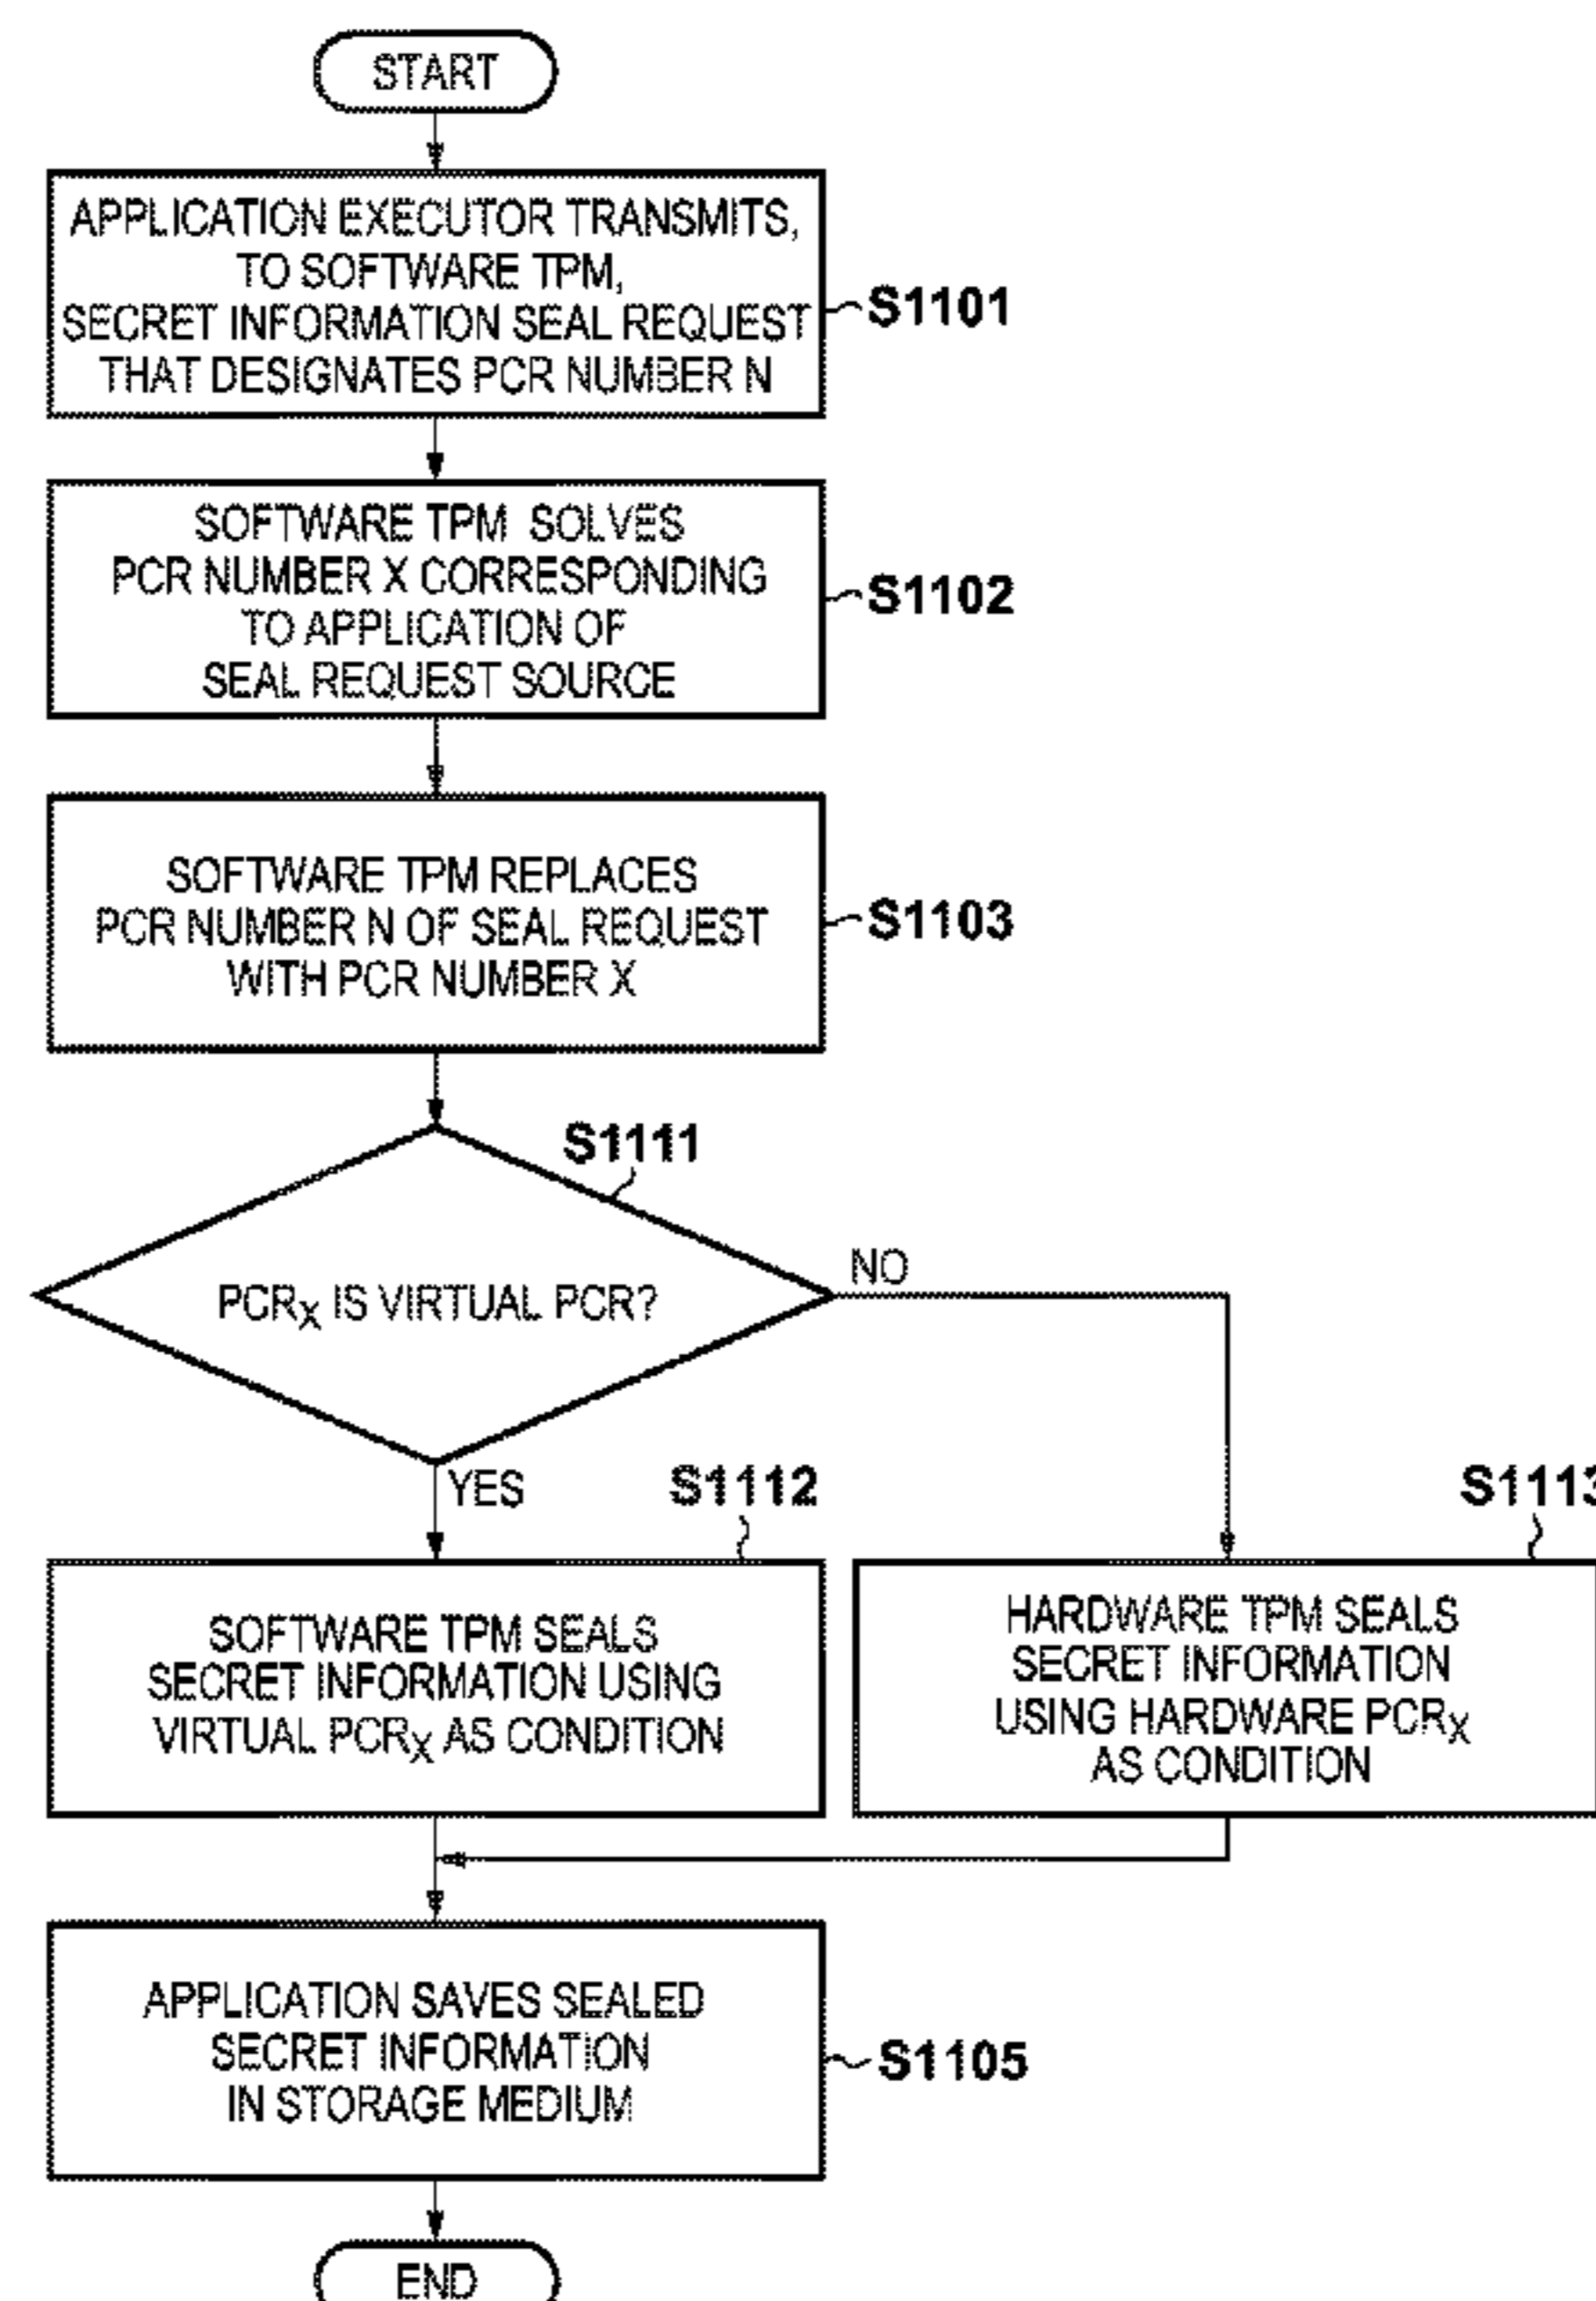 START
APPLICATION EXECUTOR TRANSMITS,
TO SOFTWARE TPM,
SECRET INFORMATION SEAL REQUEST
THAT DESIGNATES PCR NUMBER N
S1101
SOFTWARE TPM SOLVES
PCR NUMBER X CORRESPONDING
TO APPLICATION OF
SEAL REQUEST SOURCE
S1102
SOFTWARE TPM REPLACES
PCR NUMBER N OF SEAL REQUEST
WITH PCR NUMBER X
S1103
S1111
PCRX IS VIRTUAL PCR?
NO
YES
S1112
SOFTWARE TPM SEALS
SECRET INFORMATION USING
VIRTUAL PCRX AS CONDITION
S1113
HARDWARE TPM SEALS
SECRET INFORMATION
USING HARDWARE PCRX
AS CONDITION
APPLICATION SAVES SEALED
SECRET INFORMATION
IN STORAGE MEDIUM
S1105
END